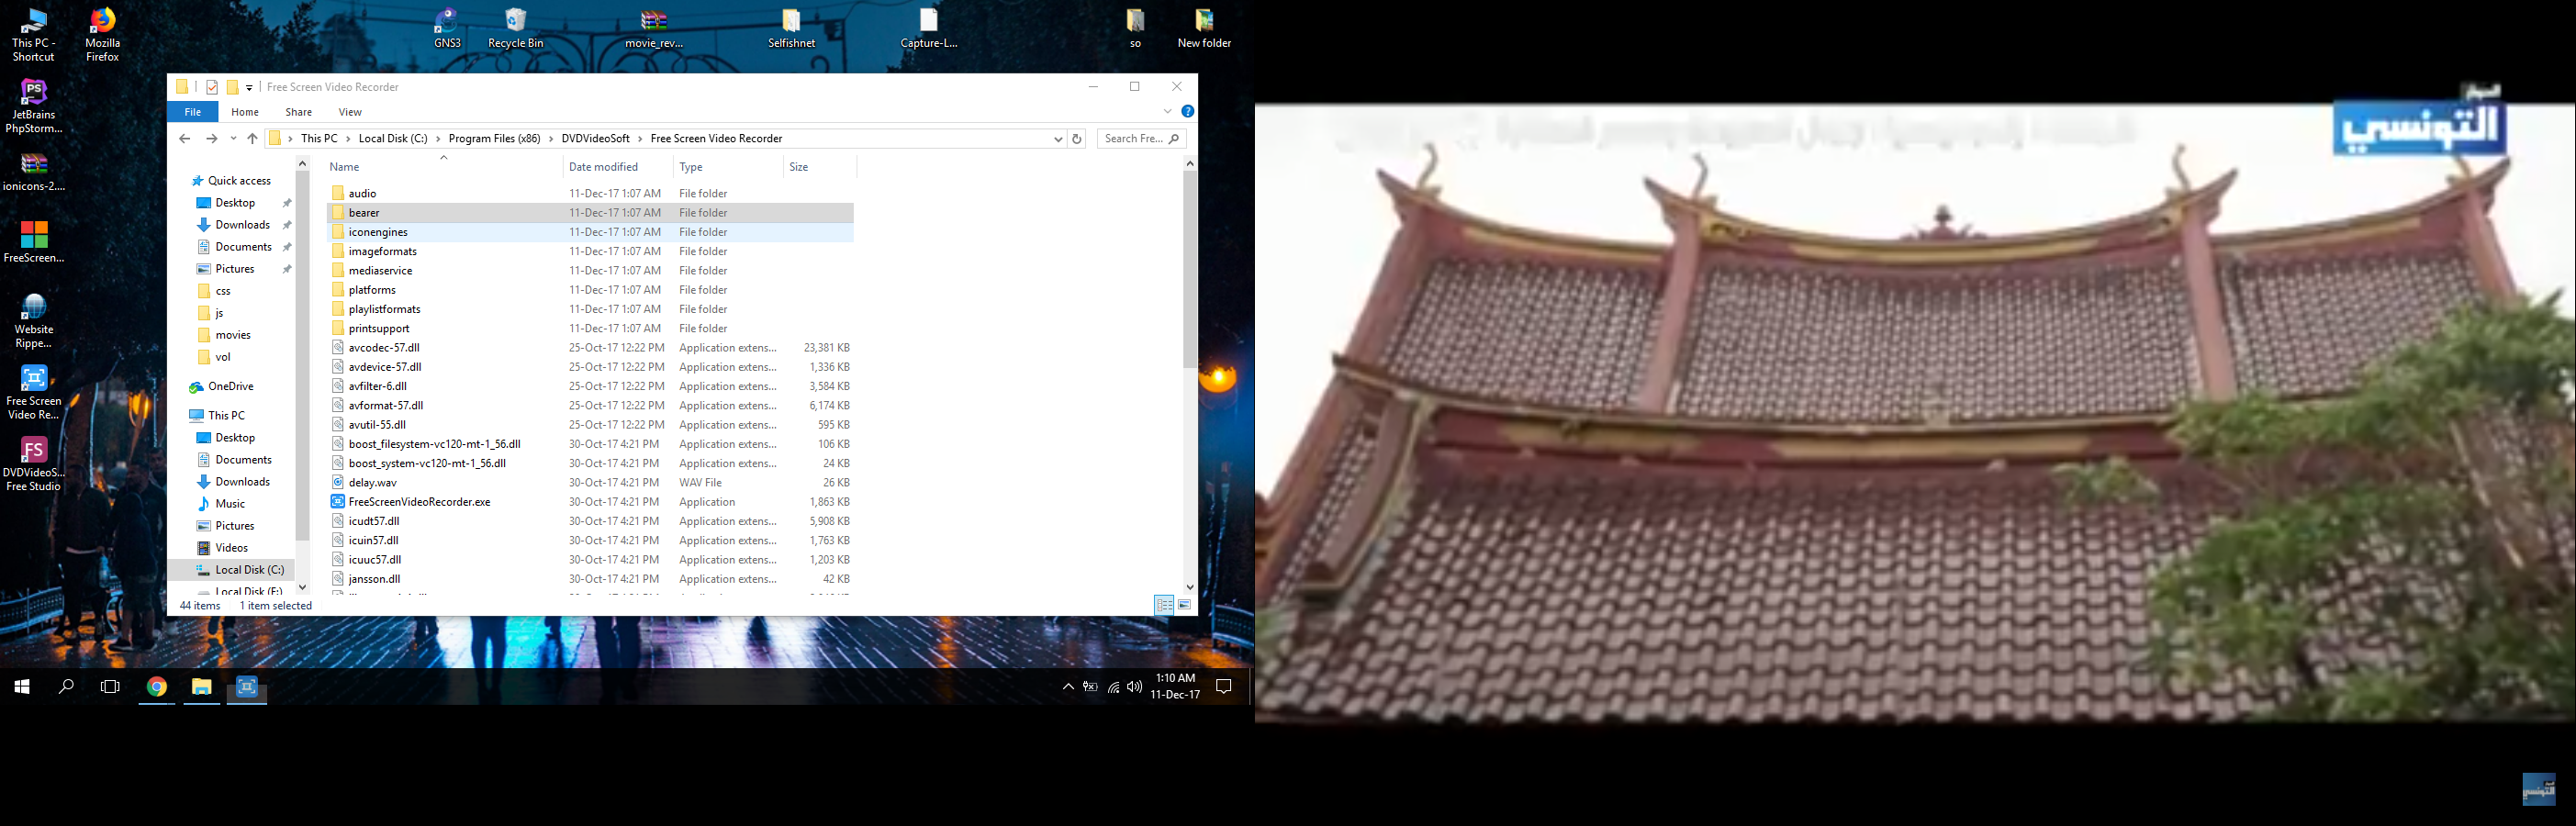 This PC - Shortcut
Mozilla Firefox
GNS3
Recycle Bin
movie_rev...
Selfishnet
Capture-L...
so
New folder
JetBrains PhpStorm...
ionicons-2....
FreeScreen...
Website Rippe...
Free Screen Video Re...
DVDVideoS... Free Studio
Free Screen Video Recorder
File Home Share View
This PC › Local Disk (C:) › Program Files (x86) › DVDVideoSoft › Free Screen Video Recorder
Search Fre...
Quick access
Desktop
Downloads
Documents
Pictures
css
js
movies
vol
OneDrive
This PC
Desktop
Documents
Downloads
Music
Pictures
Videos
Local Disk (C:)
Name Date modified Type Size
audio 11-Dec-17 1:07 AM File folder
bearer 11-Dec-17 1:07 AM File folder
iconengines 11-Dec-17 1:07 AM File folder
imageformats 11-Dec-17 1:07 AM File folder
mediaservice 11-Dec-17 1:07 AM File folder
platforms 11-Dec-17 1:07 AM File folder
playlistformats 11-Dec-17 1:07 AM File folder
printsupport 11-Dec-17 1:07 AM File folder
avcodec-57.dll 25-Oct-17 12:22 PM Application extens... 23,381 KB
avdevice-57.dll 25-Oct-17 12:22 PM Application extens... 1,336 KB
avfilter-6.dll 25-Oct-17 12:22 PM Application extens... 3,584 KB
avformat-57.dll 25-Oct-17 12:22 PM Application extens... 6,174 KB
avutil-55.dll 25-Oct-17 12:22 PM Application extens... 595 KB
boost_filesystem-vc120-mt-1_56.dll 30-Oct-17 4:21 PM Application extens... 106 KB
boost_system-vc120-mt-1_56.dll 30-Oct-17 4:21 PM Application extens... 24 KB
delay.wav 30-Oct-17 4:21 PM WAV File 26 KB
FreeScreenVideoRecorder.exe 30-Oct-17 4:21 PM Application 1,863 KB
icudt57.dll 30-Oct-17 4:21 PM Application extens... 5,908 KB
icuin57.dll 30-Oct-17 4:21 PM Application extens... 1,763 KB
icuuc57.dll 30-Oct-17 4:21 PM Application extens... 1,203 KB
jansson.dll 30-Oct-17 4:21 PM Application extens... 42 KB
44 items 1 item selected
1:10 AM
11-Dec-17
التونسي